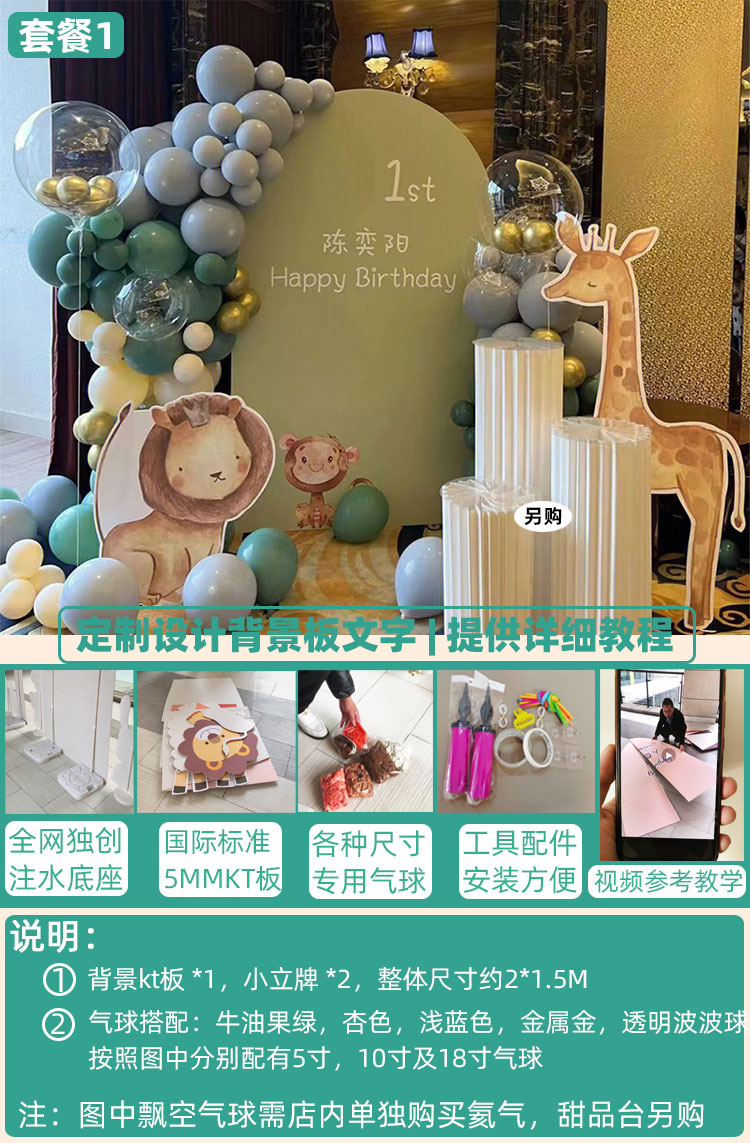 套餐1
1st
陈奕阳
Happy Birthday
另购
定制设计背景板文字 | 提供详细教程
全网独创
注水底座
国际标准
5MMKT板
各种尺寸
专用气球
工具配件
安装方便
视频参考教学
说明：
① 背景kt板 *1，小立牌 *2，整体尺寸约2*1.5M
② 气球搭配：牛油果绿，杏色，浅蓝色，金属金，透明波波球
按照图中分别配有5寸，10寸及18寸气球
注：图中飘空气球需店内单独购买氦气，甜品台另购